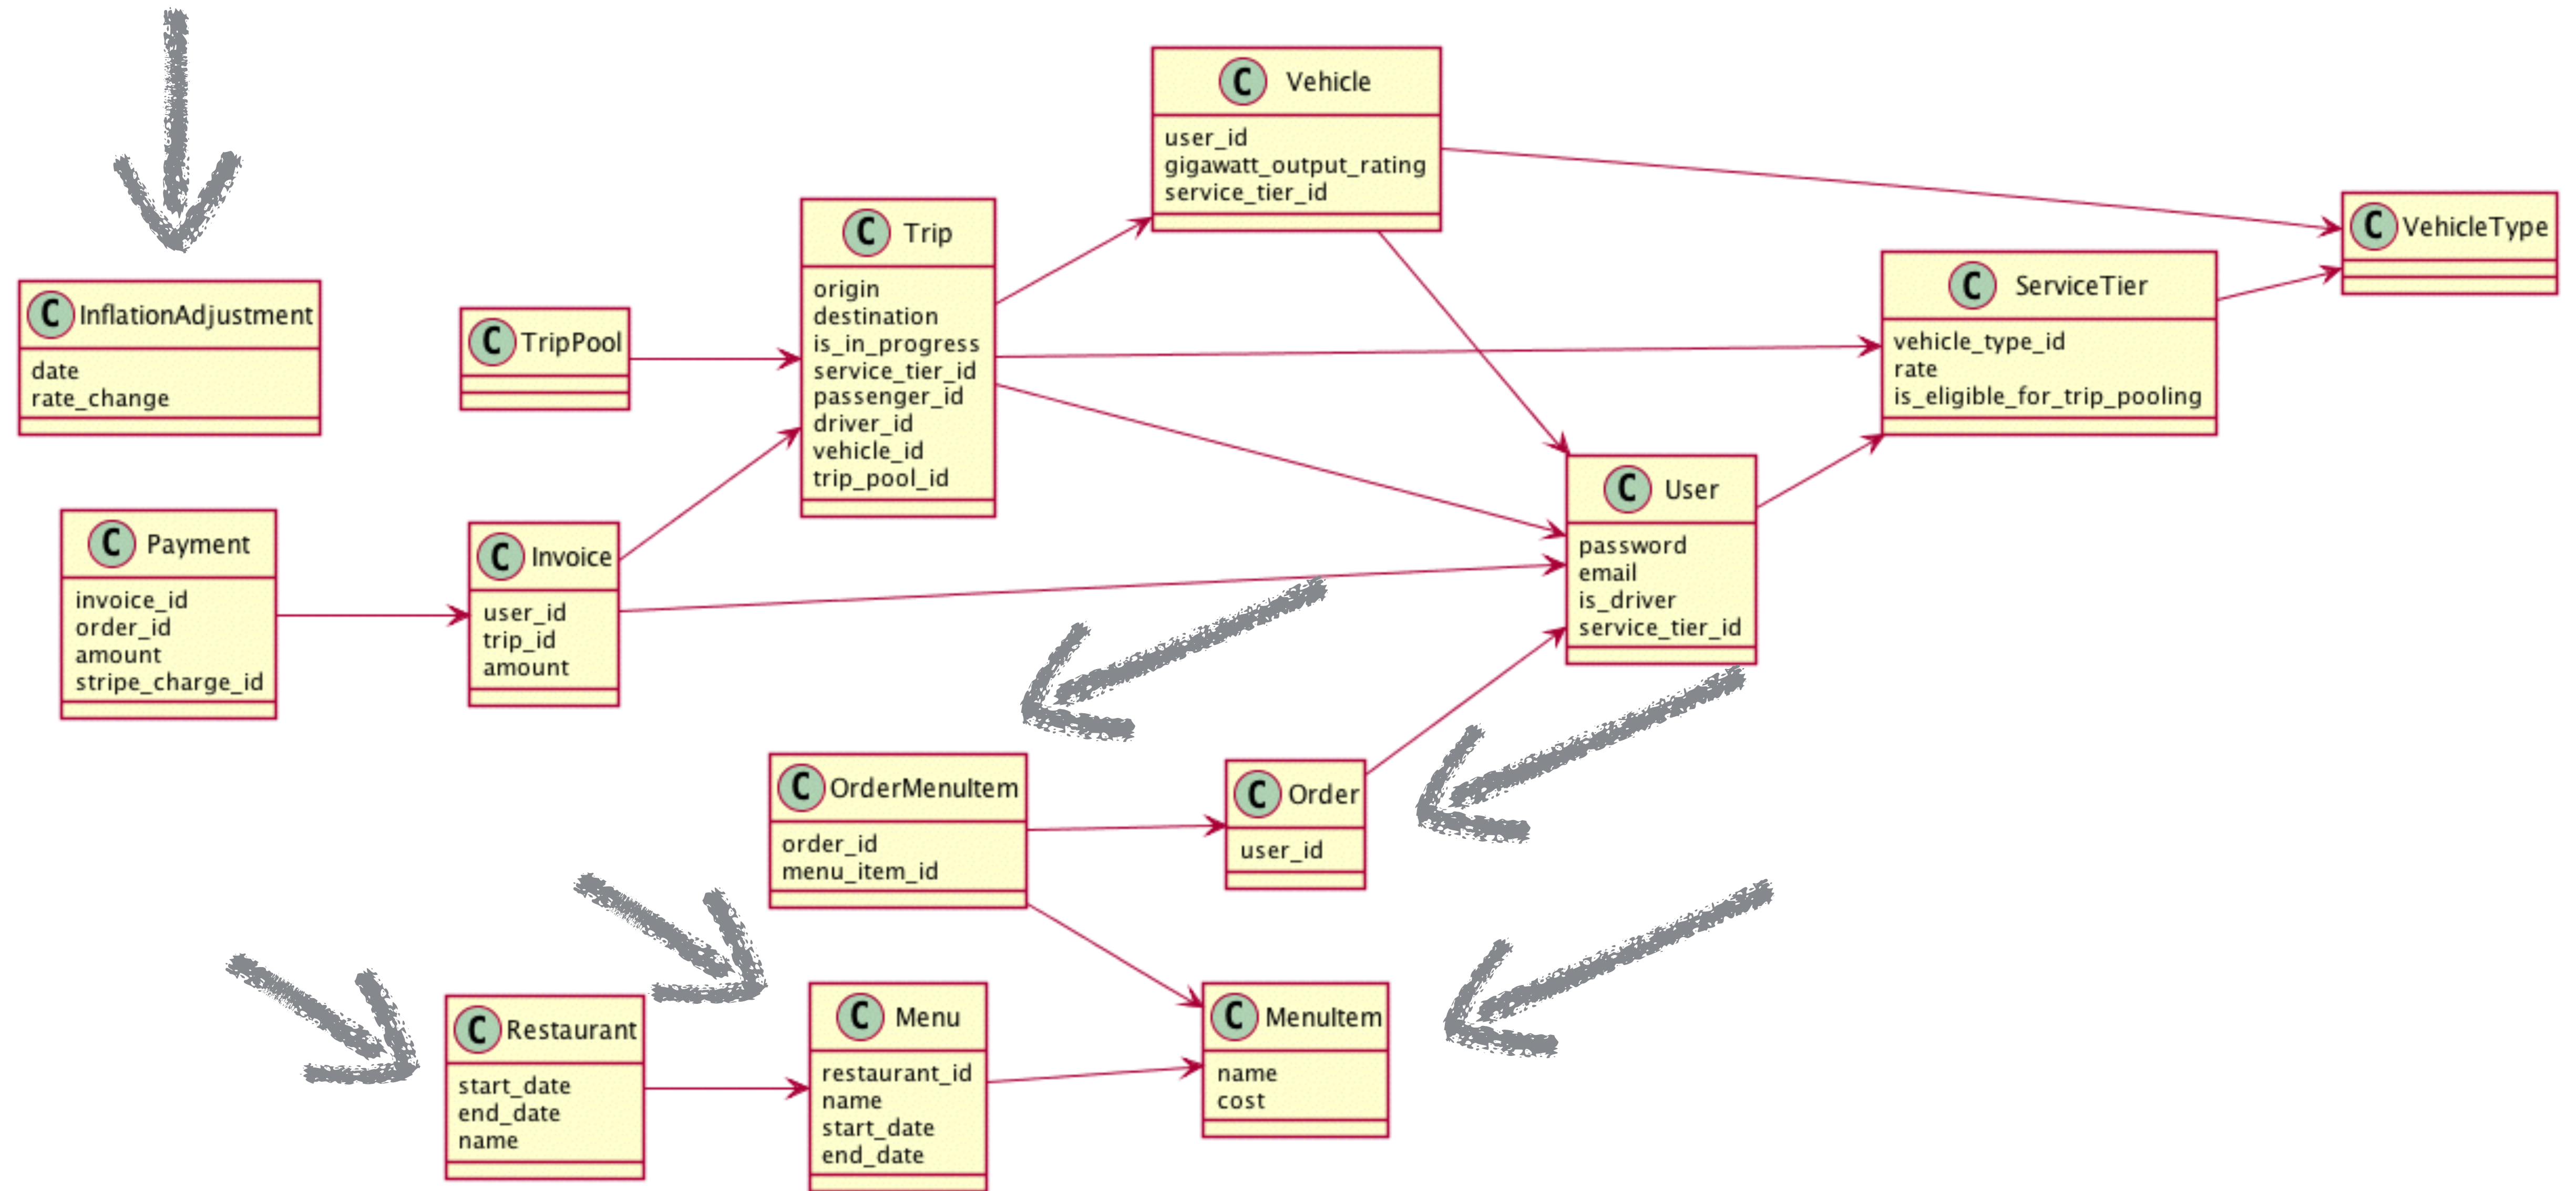 C Vehicle
user_id
gigawatt_output_rating
service_tier_id
C VehicleType
C Trip
origin
destination
is_in_progress
service_tier_id
passenger_id
driver_id
vehicle_id
trip_pool_id
C ServiceTier
vehicle_type_id
rate
is_eligible_for_trip_pooling
C InflationAdjustment
date
rate_change
C TripPool
C User
password
email
is_driver
service_tier_id
C Payment
invoice_id
order_id
amount
stripe_charge_id
C Invoice
user_id
trip_id
amount
C OrderMenuItem
order_id
menu_item_id
C Order
user_id
C Restaurant
start_date
end_date
name
C Menu
restaurant_id
name
start_date
end_date
C MenuItem
name
cost